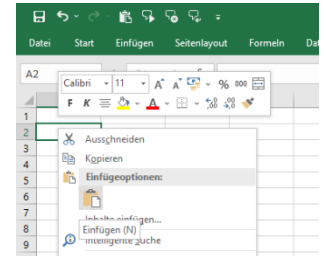 Datei Start Einfügen Seitenlayout Formeln Dat
A2
Calibri 11 A A % 000
F K A
1
2
3
4
5
6
7
8
9
Ausschneiden
Kopieren
Einfügeoptionen:
Inhalte einfügen...
Einfügen (N)
Intelligente Suche